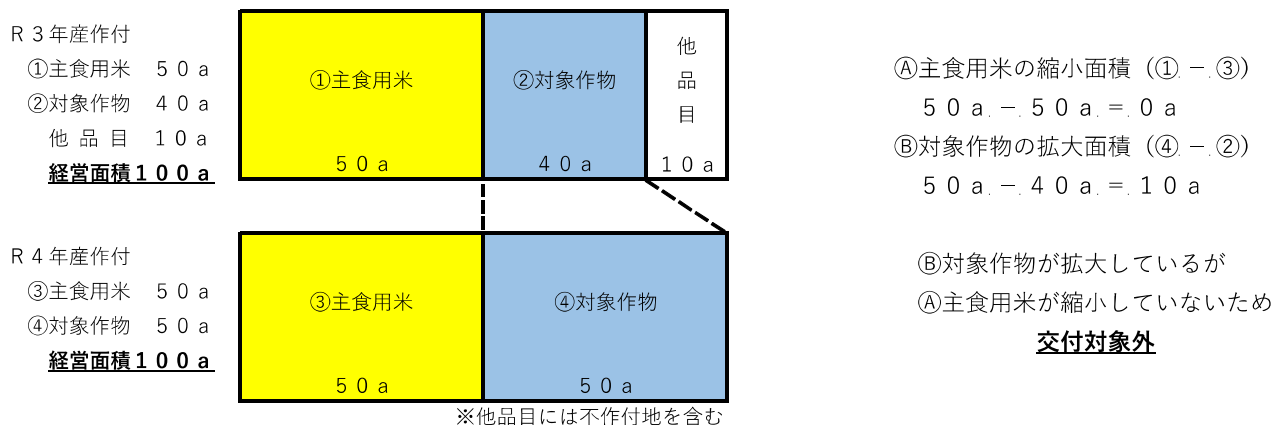 Ｒ３年産作付
①主食用米　５０ａ
②対象作物　４０ａ
他 品 目　１０ａ
経営面積１００ａ
①主食用米
５０ａ
②対象作物
４０ａ
他
品
目
１０ａ
Ⓐ主食用米の縮小面積（①－③）
５０ａ－５０ａ＝０ａ
Ⓑ対象作物の拡大面積（④－②）
５０ａ－４０ａ＝１０ａ
Ｒ４年産作付
③主食用米　５０ａ
④対象作物　５０ａ
経営面積１００ａ
③主食用米
５０ａ
④対象作物
５０ａ
※他品目には不作付地を含む
Ⓑ対象作物が拡大しているが
Ⓐ主食用米が縮小していないため
交付対象外